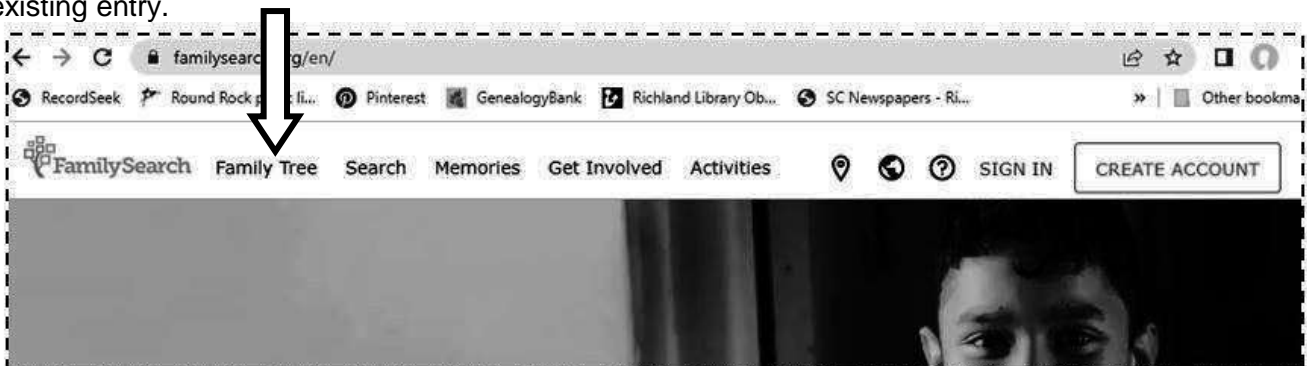 existing entry.
familysearc g/en/
RecordSeek Round Rock p li... Pinterest GenealogyBank Richland Library Ob... SC Newspapers - Ri... » Other bookma
FamilySearch Family Tree Search Memories Get Involved Activities SIGN IN CREATE ACCOUNT